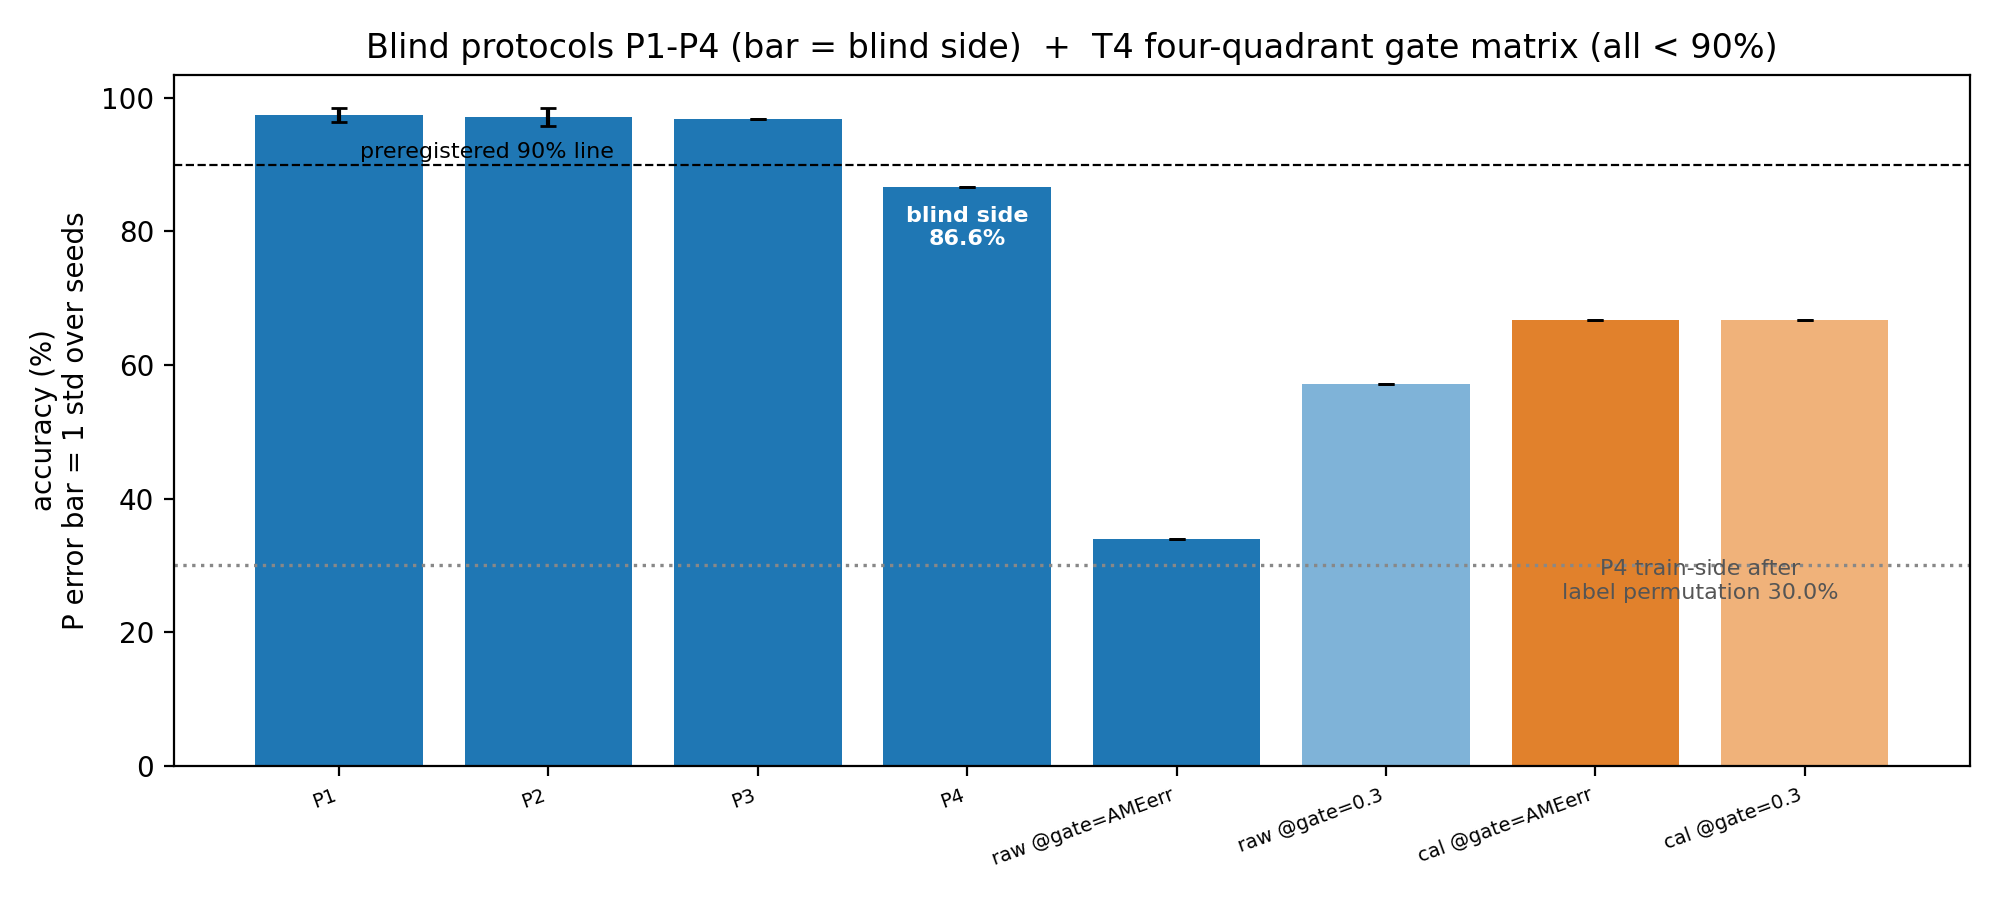 Blind protocols P1-P4 (bar = blind side) + T4 four-quadrant gate matrix (all < 90%)
accuracy (%)
P error bar = 1 std over seeds
100
80
60
40
20
0
preregistered 90% line
blind side
86.6%
P4 train-side after
label permutation 30.0%
P1
P2
P3
P4
raw @gate=AMEerr
raw @gate=0.3
cal @gate=AMEerr
cal @gate=0.3